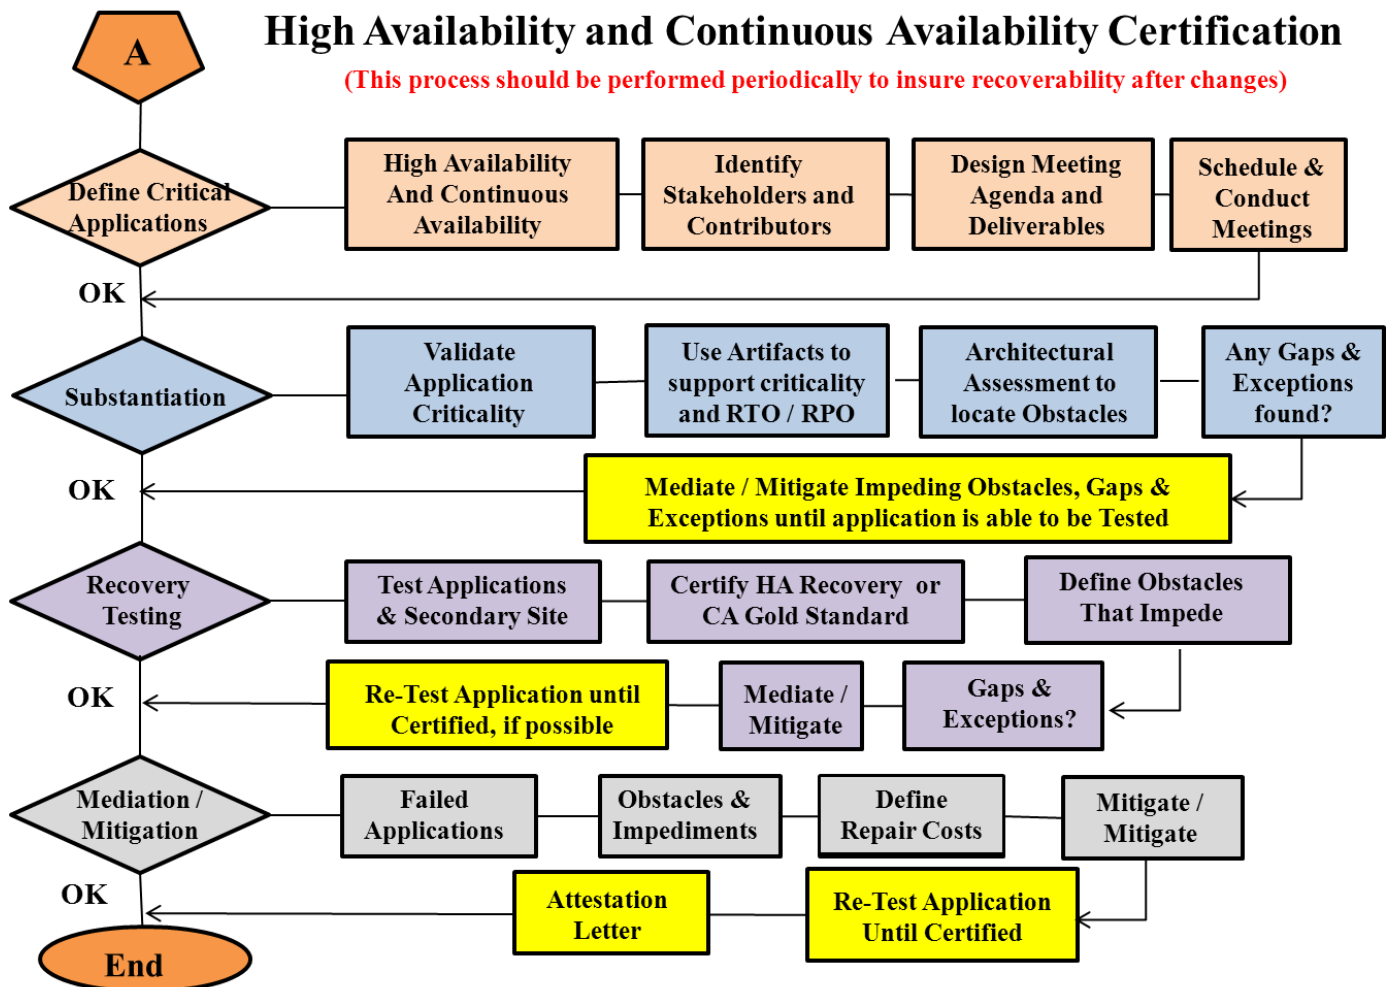 A
High Availability and Continuous Availability Certification
(This process should be performed periodically to insure recoverability after changes)
Define Critical
Applications
High Availability
And Continuous
Availability
Identify
Stakeholders and
Contributors
Design Meeting
Agenda and
Deliverables
Schedule &
Conduct
Meetings
OK
Substantiation
Validate
Application
Criticality
Use Artifacts to
support criticality
and RTO / RPO
Architectural
Assessment to
locate Obstacles
Any Gaps &
Exceptions
found?
OK
Mediate / Mitigate Impeding Obstacles, Gaps &
Exceptions until application is able to be Tested
Recovery
Testing
Test Applications
& Secondary Site
Certify HA Recovery or
CA Gold Standard
Define Obstacles
That Impede
OK
Re-Test Application until
Certified, if possible
Mediate /
Mitigate
Gaps &
Exceptions?
Mediation /
Mitigation
Failed
Applications
Obstacles &
Impediments
Define
Repair Costs
Mitigate /
Mitigate
OK
Attestation
Letter
Re-Test Application
Until Certified
End